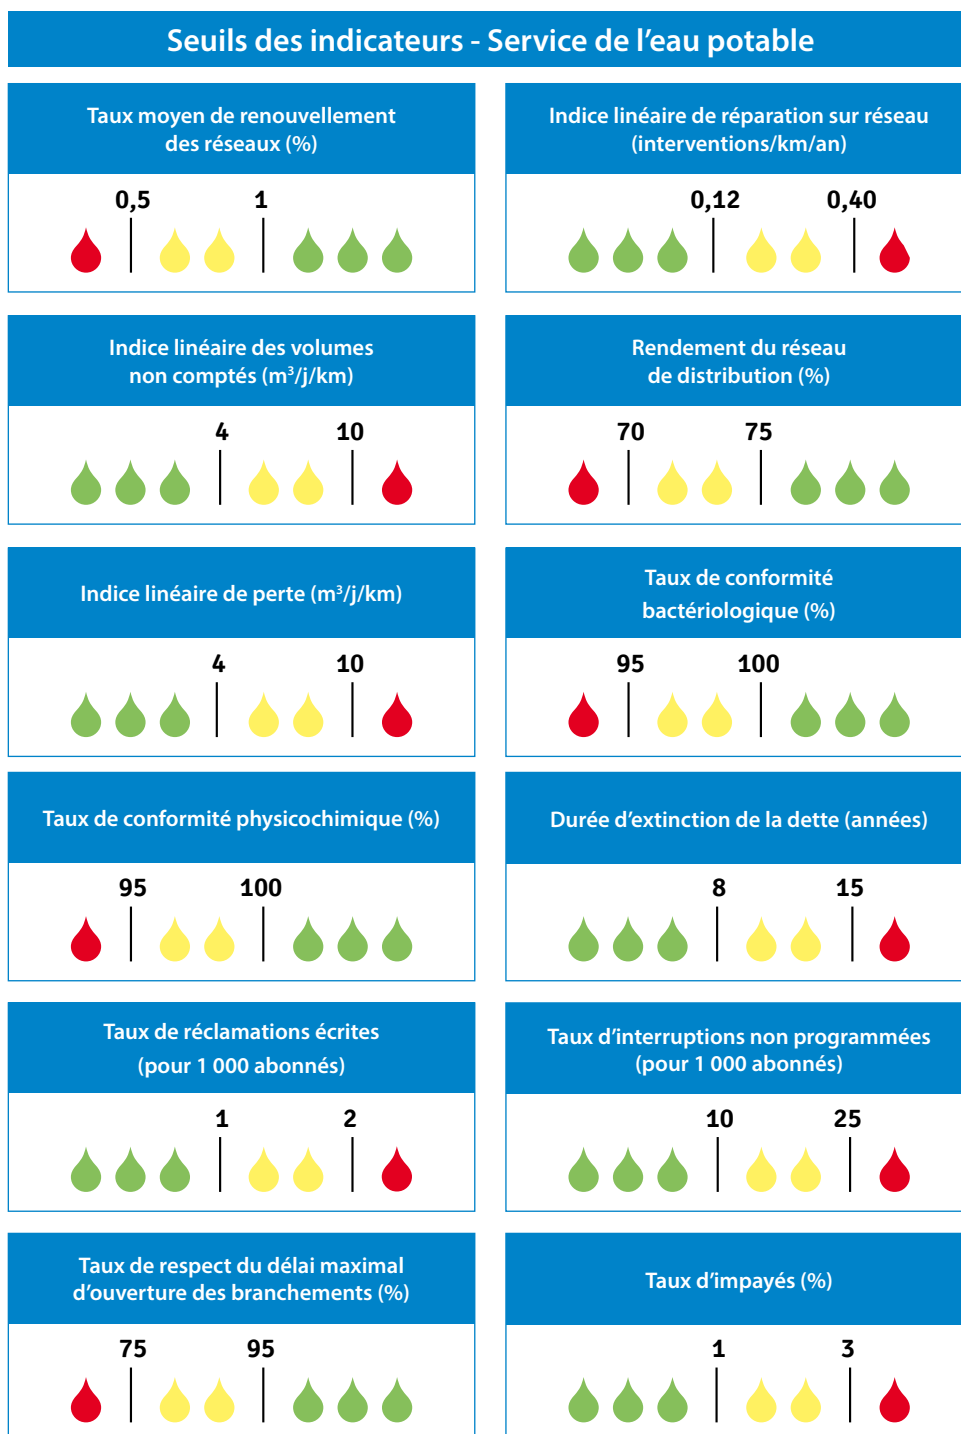 Seuils des indicateurs - Service de l'eau potable
Taux moyen de renouvellement
des réseaux (%)
0,5 1
Indice linéaire de réparation sur réseau
(interventions/km/an)
0,12 0,40
Indice linéaire des volumes
non comptés (m³/j/km)
4 10
Rendement du réseau
de distribution (%)
70 75
Indice linéaire de perte (m³/j/km)
4 10
Taux de conformité
bactériologique (%)
95 100
Taux de conformité physicochimique (%)
95 100
Durée d'extinction de la dette (années)
8 15
Taux de réclamations écrites
(pour 1 000 abonnés)
1 2
Taux d'interruptions non programmées
(pour 1 000 abonnés)
10 25
Taux de respect du délai maximal
d'ouverture des branchements (%)
75 95
Taux d'impayés (%)
1 3